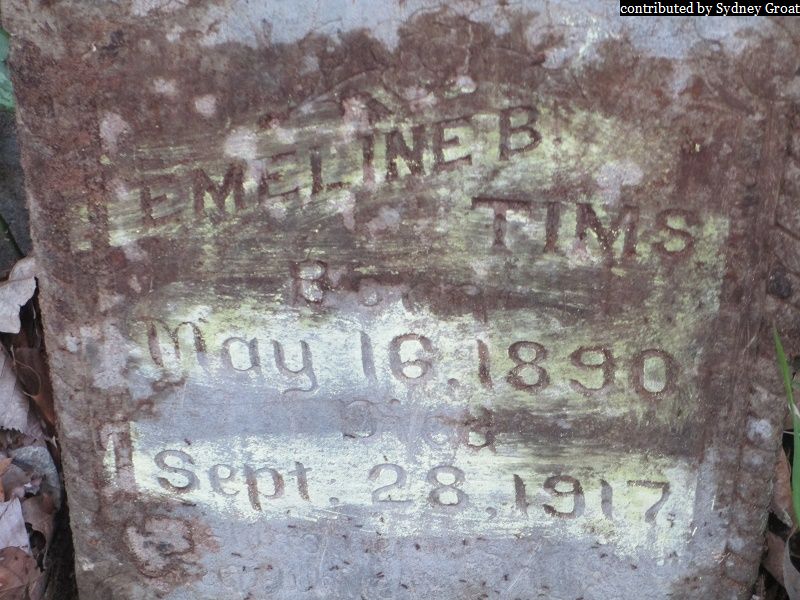 contributed by Sydney Groat
EMELINE B.
TIMS
Born
May 16, 1890
Died
Sept. 28, 1917